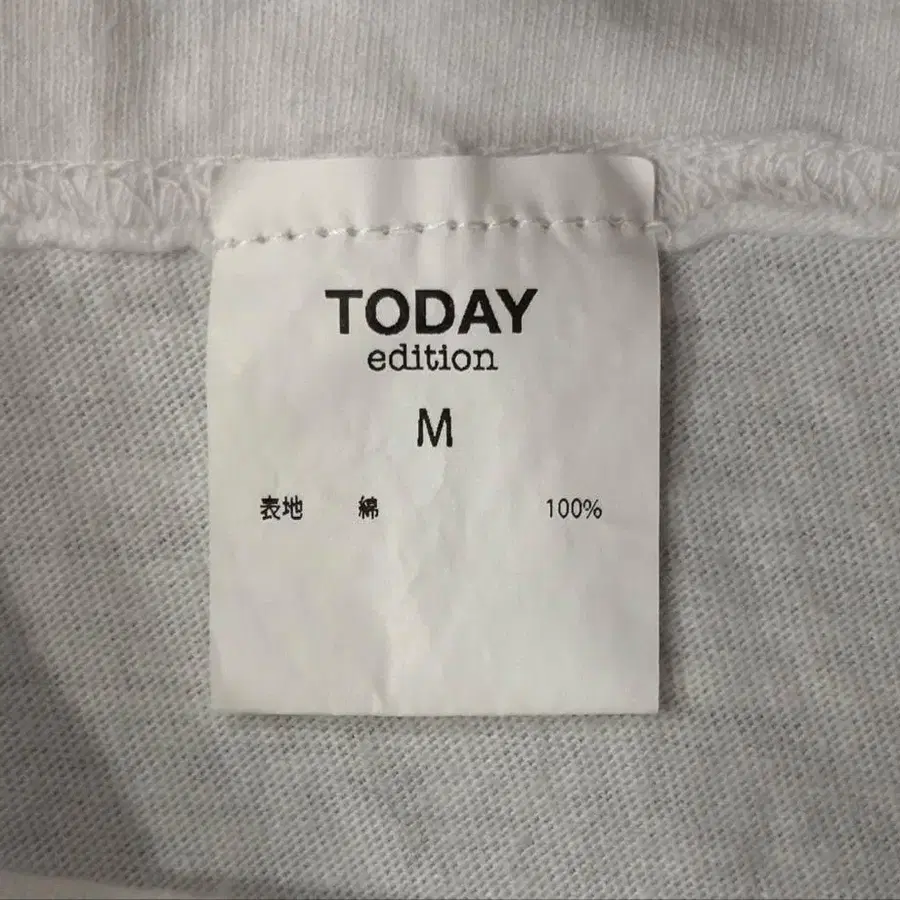 TODAY
edition
M
表地 綿 100%